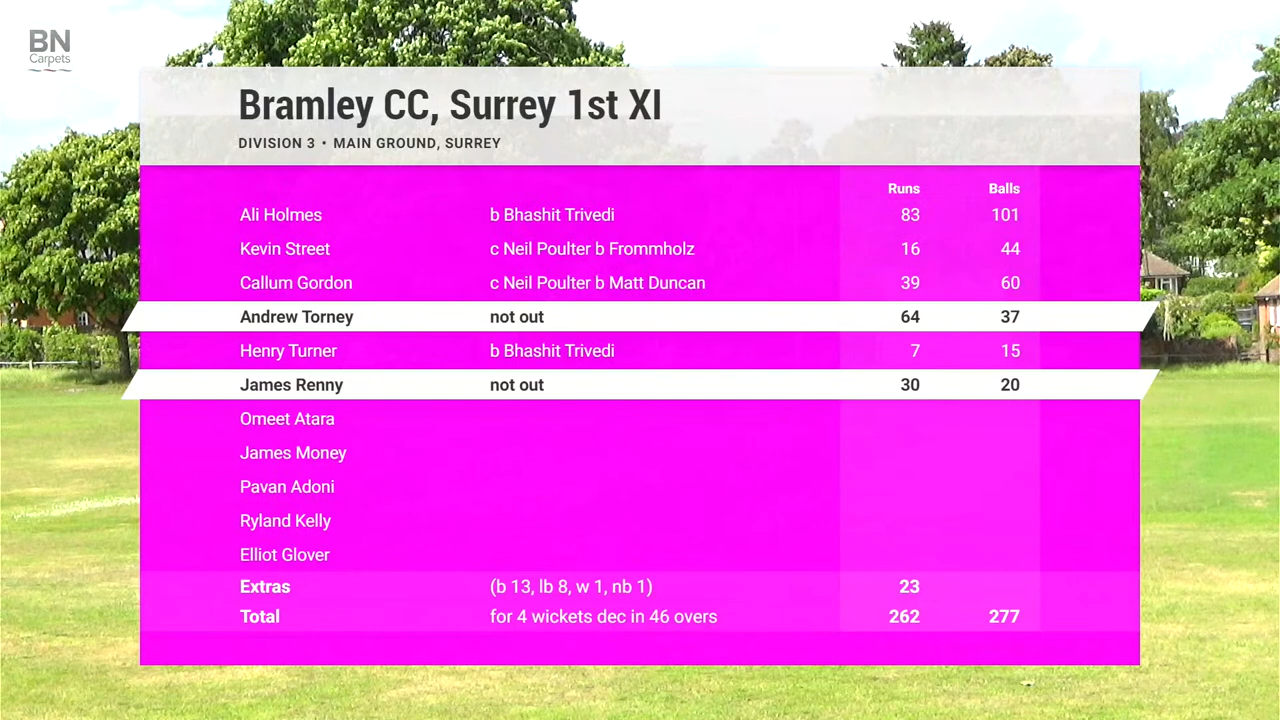 BN
Carpets
Bramley CC, Surrey 1st XI
DIVISION 3 • MAIN GROUND, SURREY
Runs Balls
Ali Holmes b Bhashit Trivedi 83 101
Kevin Street c Neil Poulter b Frommholz 16 44
Callum Gordon c Neil Poulter b Matt Duncan 39 60
Andrew Torney not out 64 37
Henry Turner b Bhashit Trivedi 7 15
James Renny not out 30 20
Omeet Atara
James Money
Pavan Adoni
Ryland Kelly
Elliot Glover
Extras (b 13, lb 8, w 1, nb 1) 23
Total for 4 wickets dec in 46 overs 262 277